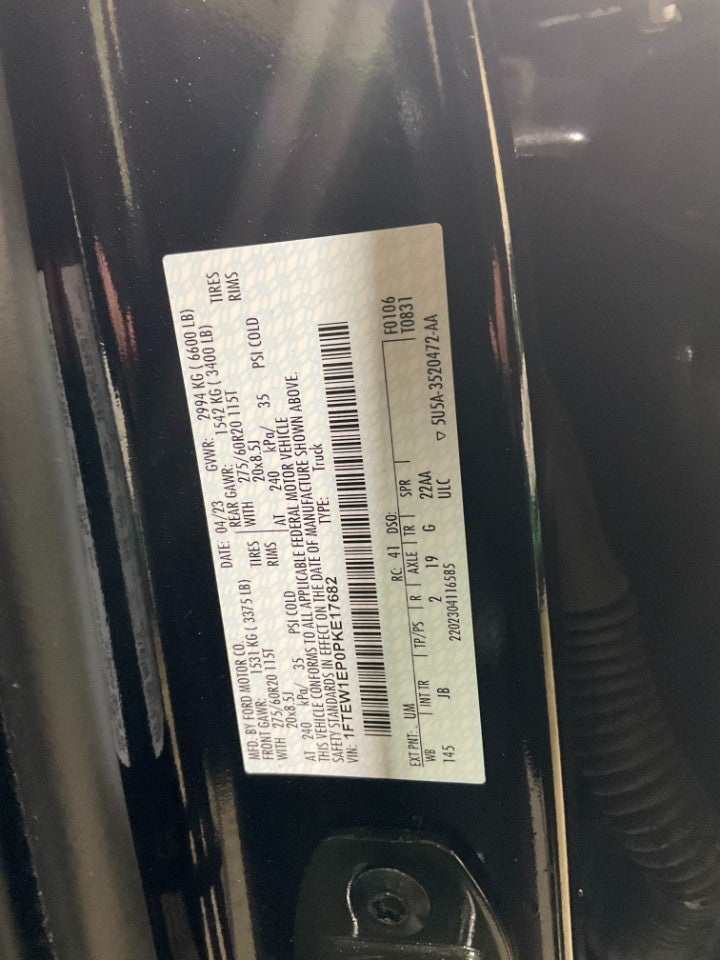 MFD. BY FORD MOTOR CO. DATE: 04/23 GVWR: 2994 KG ( 6600 LB)
FRONT GAWR: 1531 KG ( 3375 LB) REAR GAWR: 1542 KG ( 3400 LB)
WITH 275/60R20 115T TIRES WITH 275/60R20 115T TIRES
20x8.5J RIMS 20x8.5J RIMS
AT 240 kPa/ 35 PSI COLD AT 240 kPa/ 35 PSI COLD
THIS VEHICLE CONFORMS TO ALL APPLICABLE FEDERAL MOTOR VEHICLE
SAFETY STANDARDS IN EFFECT ON THE DATE OF MANUFACTURE SHOWN ABOVE.
VIN: 1FTEW1EP0PKE17682 TYPE: Truck
EXT PNT: UM RC: 41 DSO: F0106
WB INT TR TP/PS R AXLE TR SPR T0831
145 JB 2 19 G 22AA
2202304116585 ULC ▽ 5U5A-3520472-AA